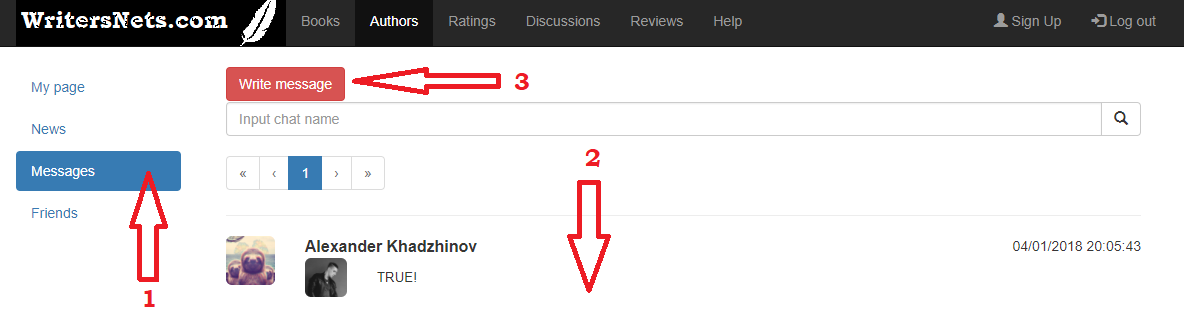 WritersNets.com Books Authors Ratings Discussions Reviews Help Sign Up Log out
My page
News
Messages
Friends
1
Write message
3
Input chat name
« ‹ 1 › »
2
Alexander Khadzhinov 04/01/2018 20:05:43
TRUE!